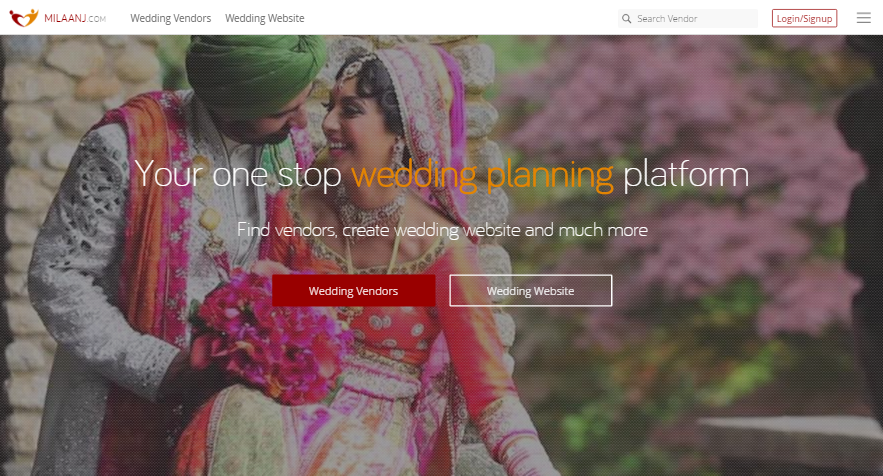 MILAANJ.COM
Wedding Vendors
Wedding Website
Search Vendor
Login/Signup
Your one stop wedding planning platform
Find vendors, create wedding website and much more
Wedding Vendors
Wedding Website